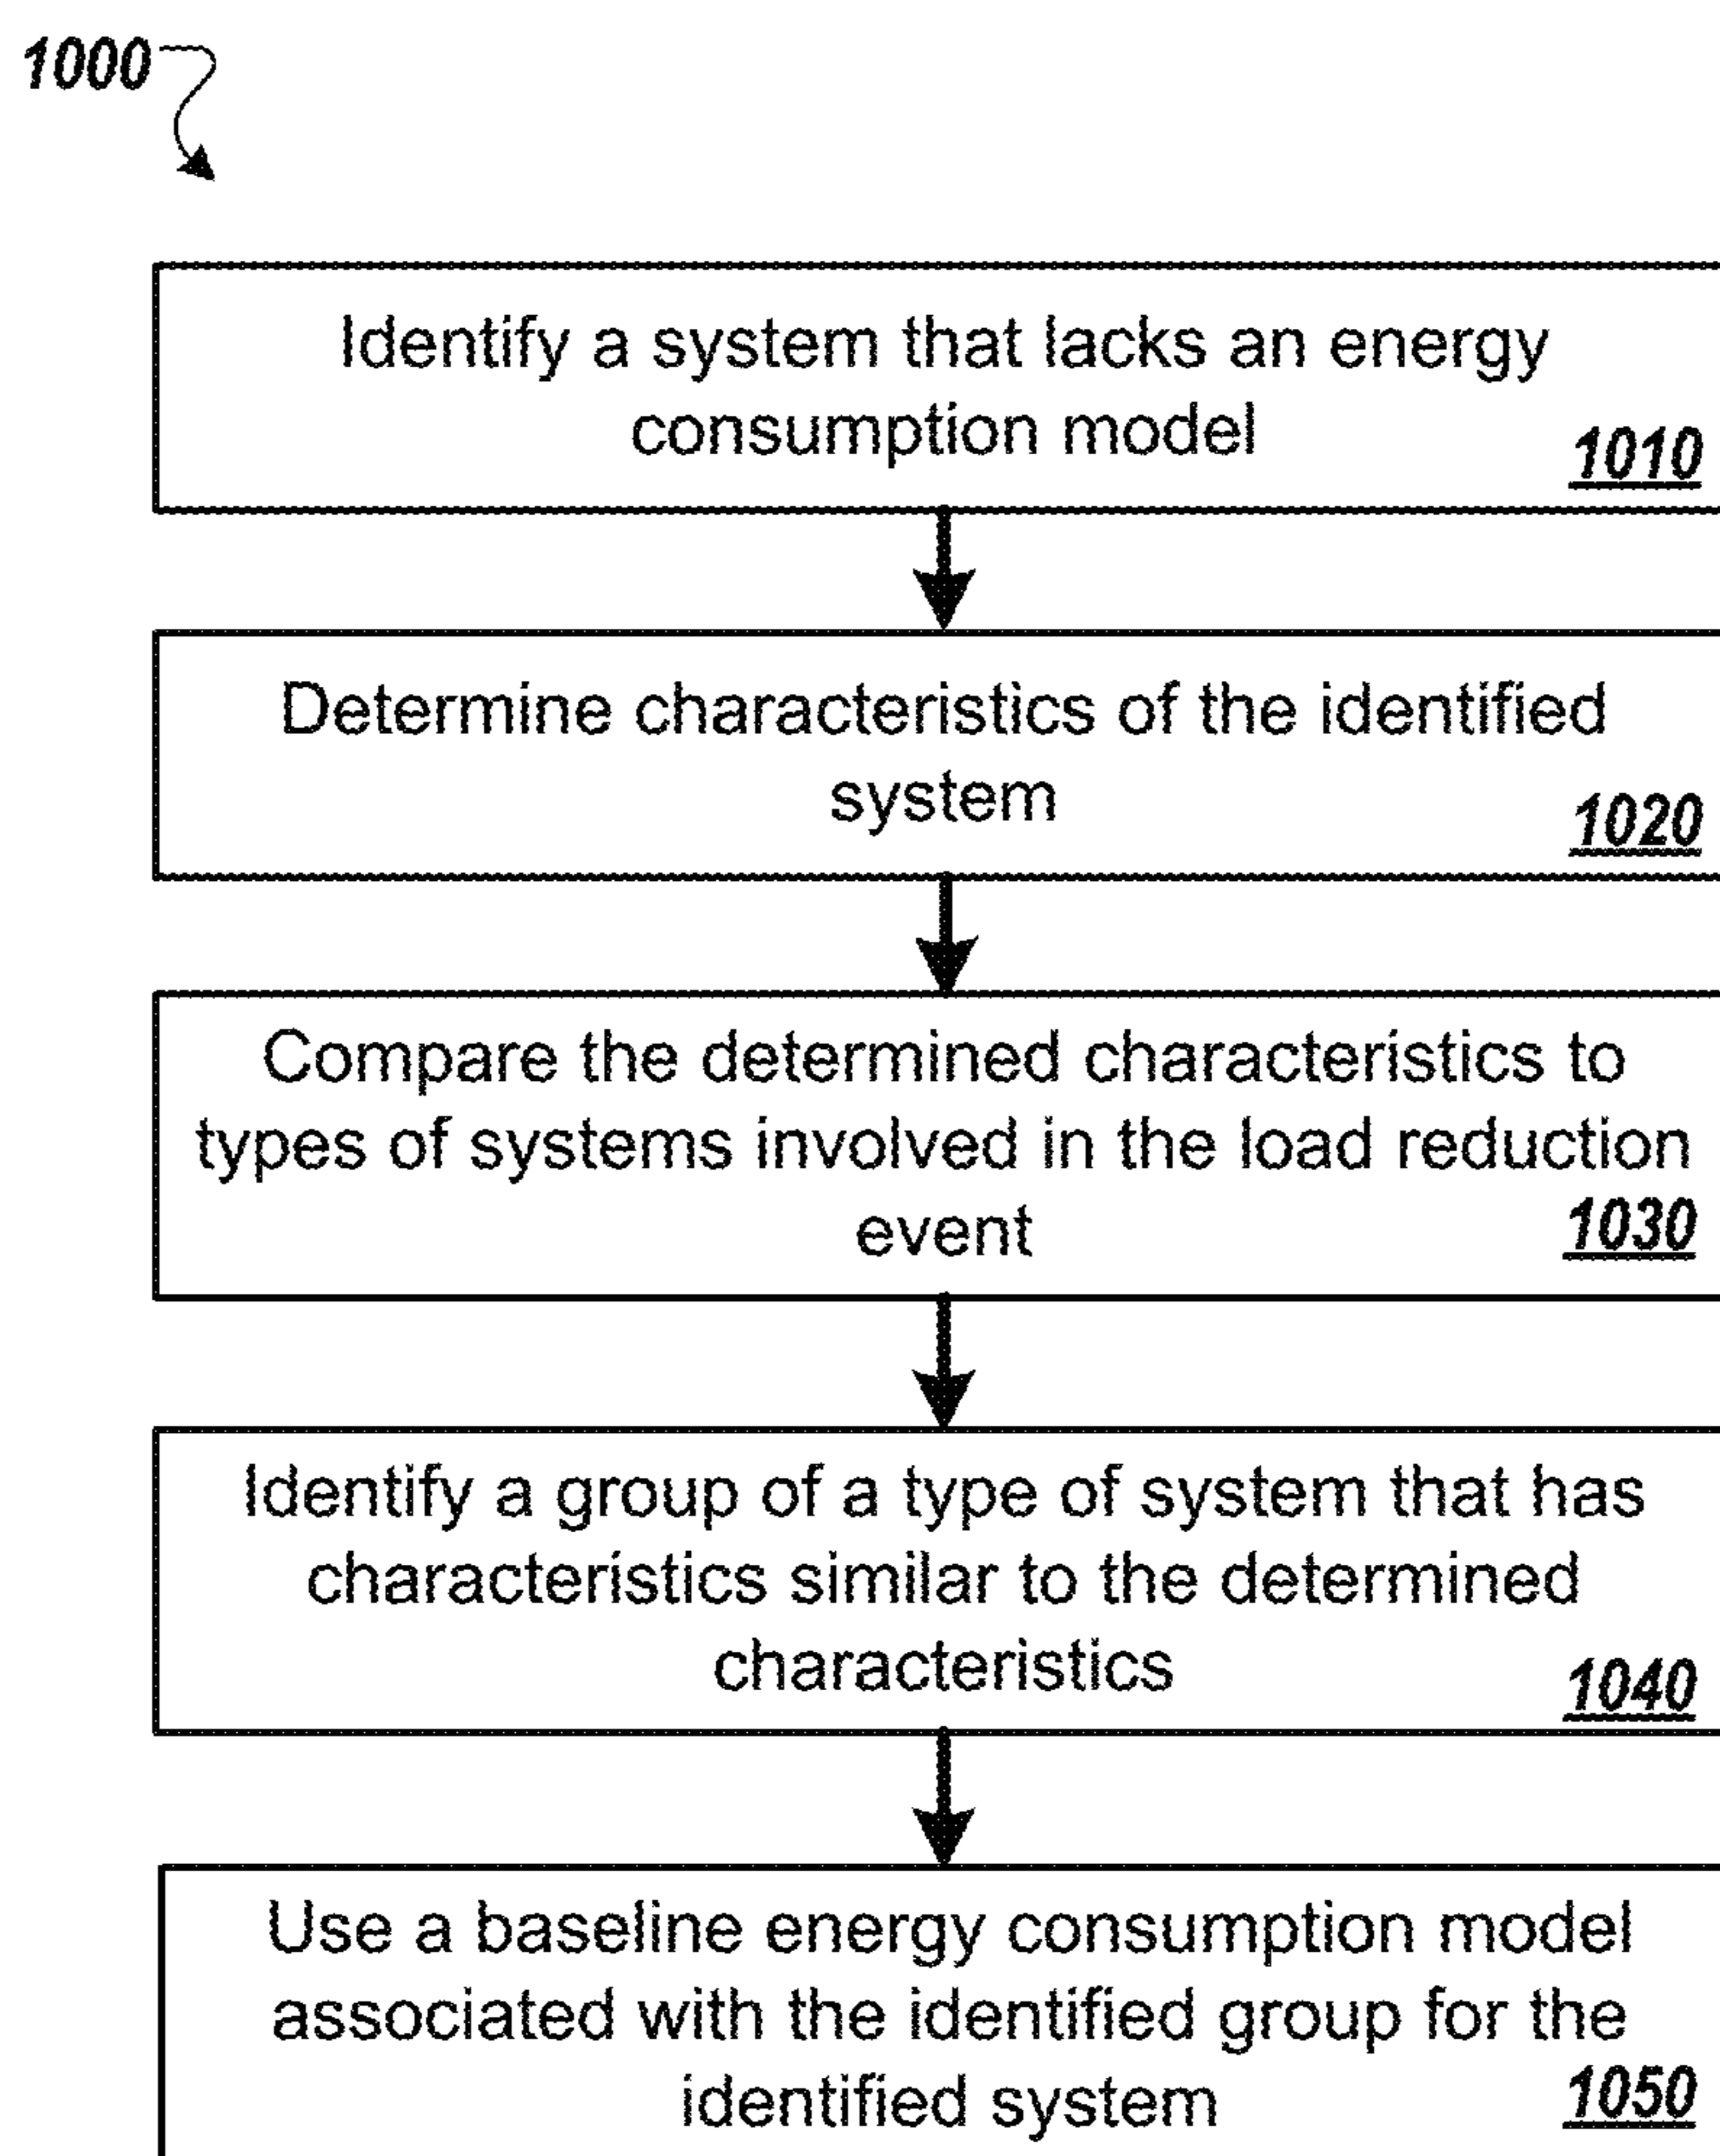 1000
Identify a system that lacks an energy
consumption model
1010
Determine characteristics of the identified
system
1020
Compare the determined characteristics to
types of systems involved in the load reduction
event
1030
Identify a group of a type of system that has
characteristics similar to the determined
characteristics
1040
Use a baseline energy consumption model
associated with the identified group for the
identified system
1050